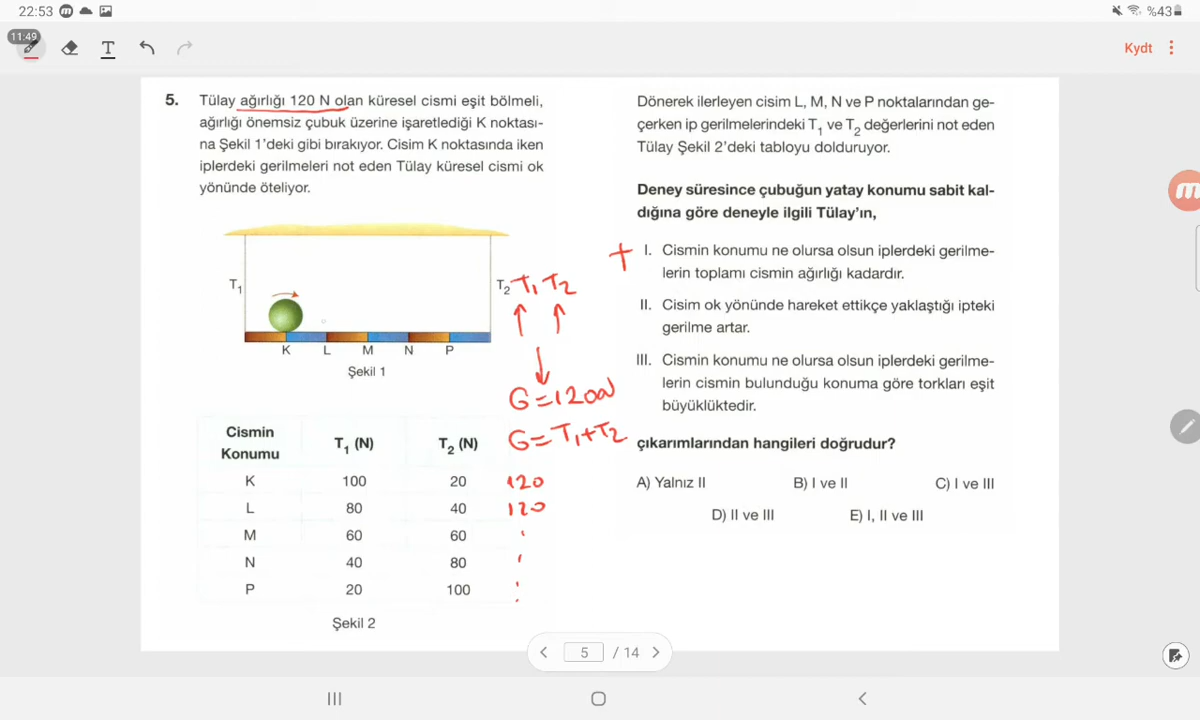 22:53
%43
11:49
T
Kydt
5. Tülay ağırlığı 120 N olan küresel cismi eşit bölmeli,
ağırlığı önemsiz çubuk üzerine işaretlediği K noktası-
na Şekil 1'deki gibi bırakıyor. Cisim K noktasında iken
iplerdeki gerilmeleri not eden Tülay küresel cismi ok
yönünde öteliyor.
T₁
T₂
K L M N P
Şekil 1
T₁ T₂
G=120N
G=T₁+T₂
Cismin Konumu T₁ (N) T₂ (N)
K 100 20 120
L 80 40 120
M 60 60
N 40 80
P 20 100
Şekil 2
Dönerek ilerleyen cisim L, M, N ve P noktalarından ge-
çerken ip gerilmelerindeki T₁ ve T₂ değerlerini not eden
Tülay Şekil 2'deki tabloyu dolduruyor.
Deney süresince çubuğun yatay konumu sabit kal-
dığına göre deneyle ilgili Tülay'ın,
+ I. Cismin konumu ne olursa olsun iplerdeki gerilme-
lerin toplamı cismin ağırlığı kadardır.
II. Cisim ok yönünde hareket ettikçe yaklaştığı ipteki
gerilme artar.
III. Cismin konumu ne olursa olsun iplerdeki gerilme-
lerin cismin bulunduğu konuma göre torkları eşit
büyüklüktedir.
çıkarımlarından hangileri doğrudur?
A) Yalnız II B) I ve II C) I ve III
D) II ve III E) I, II ve III
5 / 14